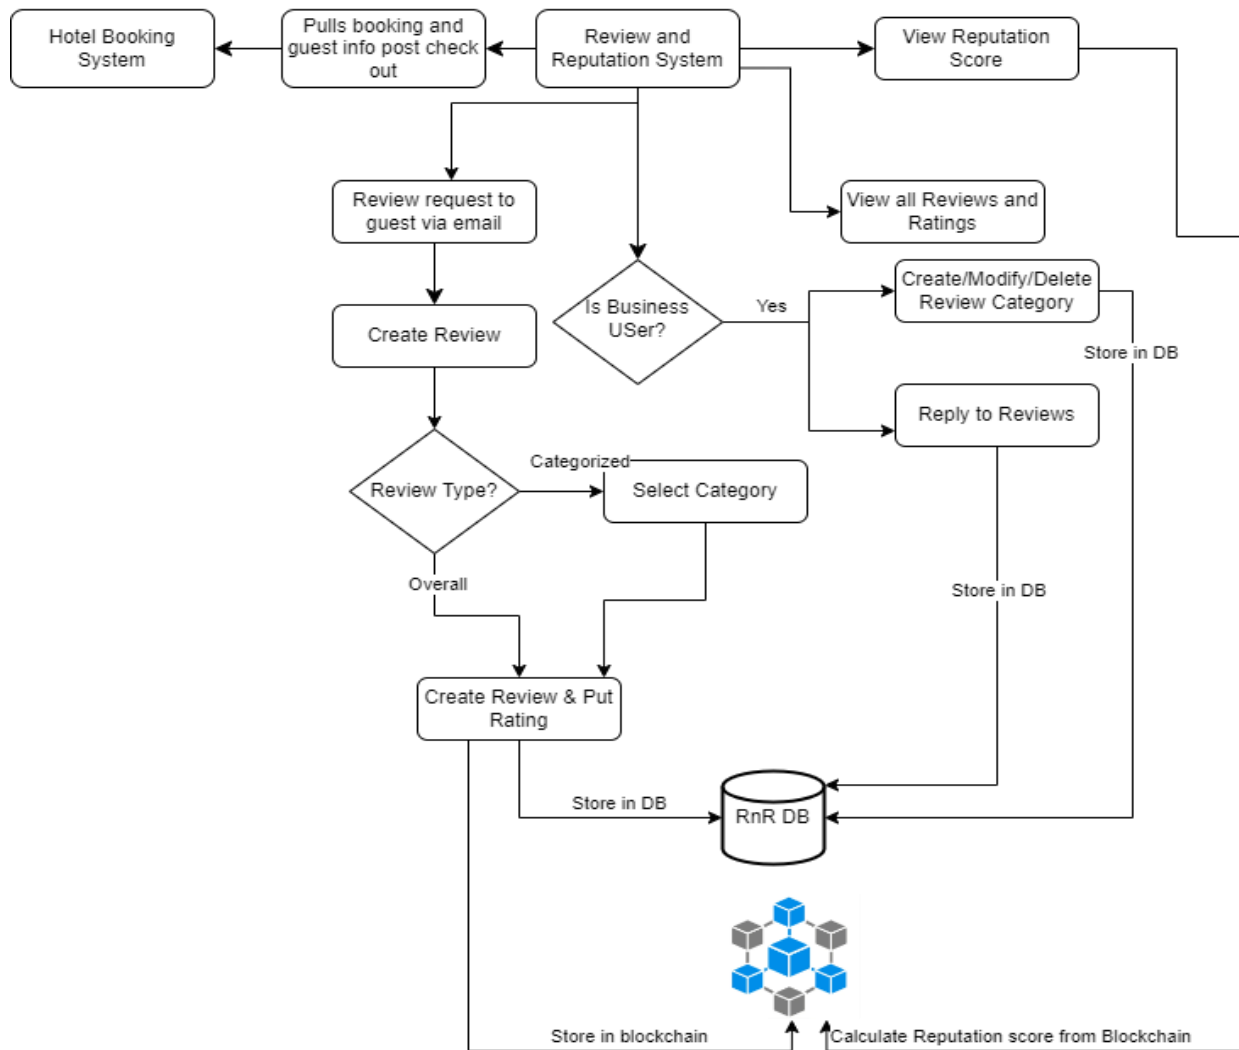 Hotel Booking
System
Pulls booking and
guest info post check
out
Review and
Reputation System
View Reputation
Score
Review request to
guest via email
View all Reviews and
Ratings
Create Review
Is Business
USer?
Yes
Create/Modify/Delete
Review Category
Store in DB
Reply to Reviews
Review Type?
Categorized
Select Category
Overall
Store in DB
Create Review & Put
Rating
Store in DB
RnR DB
Store in blockchain
Calculate Reputation score from Blockchain